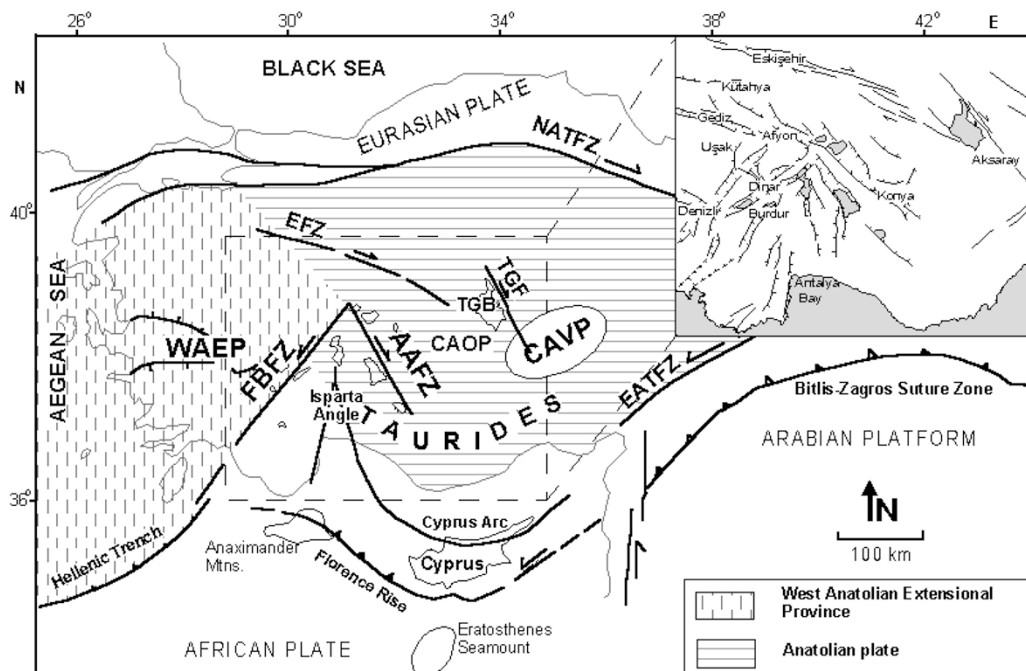 26°
30°
34°
38°
42°
E
N
BLACK SEA
EURASIAN PLATE
NATFZ
40°
36°
EFZ
TGF
TGB
CAOP
CAVP
AEGEAN SEA
WAEP
FBFZ
AAFZ
Isparta
Angle
TAURIDES
EATFZ
Bitlis-Zagros Suture Zone
ARABIAN PLATFORM
N
100 km
Cyprus Arc
Cyprus
Hellenic Trench
Anaximander
Mtns.
Florence Rise
AFRICAN PLATE
Eratosthenes
Seamount
West Anatolian Extensional
Province
Anatolian plate
Eskişehir
Kütahya
Gediz
Afyon
Uşak
Aksaray
Dinar
Konya
Denizli
Burdur
Antalya
Bay